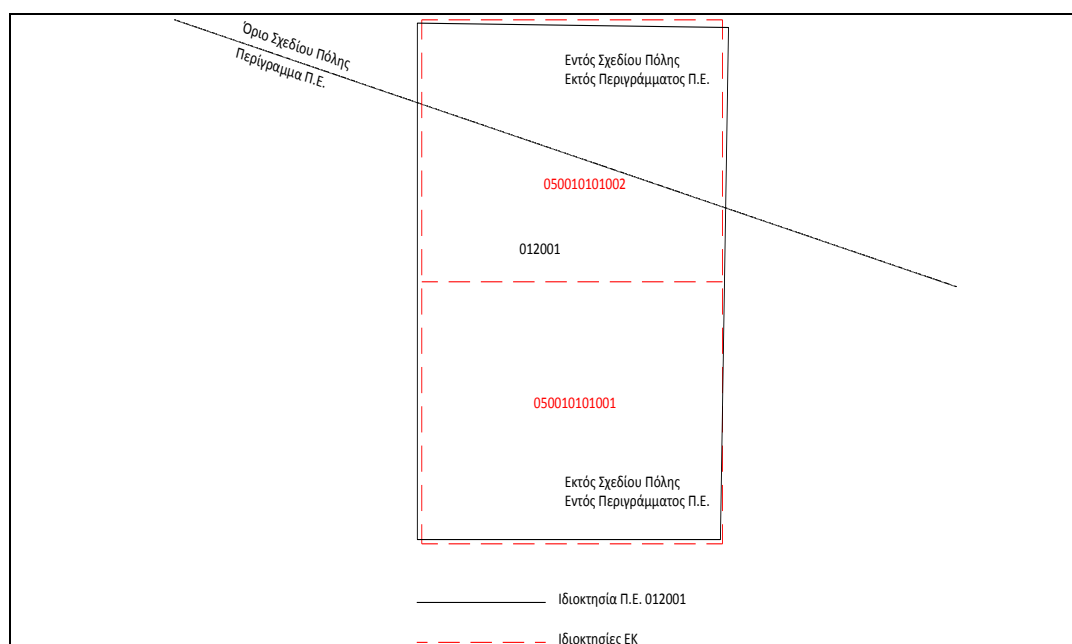 Όριο Σχεδίου Πόλης
Περίγραμμα Π.Ε.
Εντός Σχεδίου Πόλης
Εκτός Περιγράμματος Π.Ε.
050010101002
012001
050010101001
Εκτός Σχεδίου Πόλης
Εντός Περιγράμματος Π.Ε.
Ιδιοκτησία Π.Ε. 012001
Ιδιοκτησίες ΕΚ